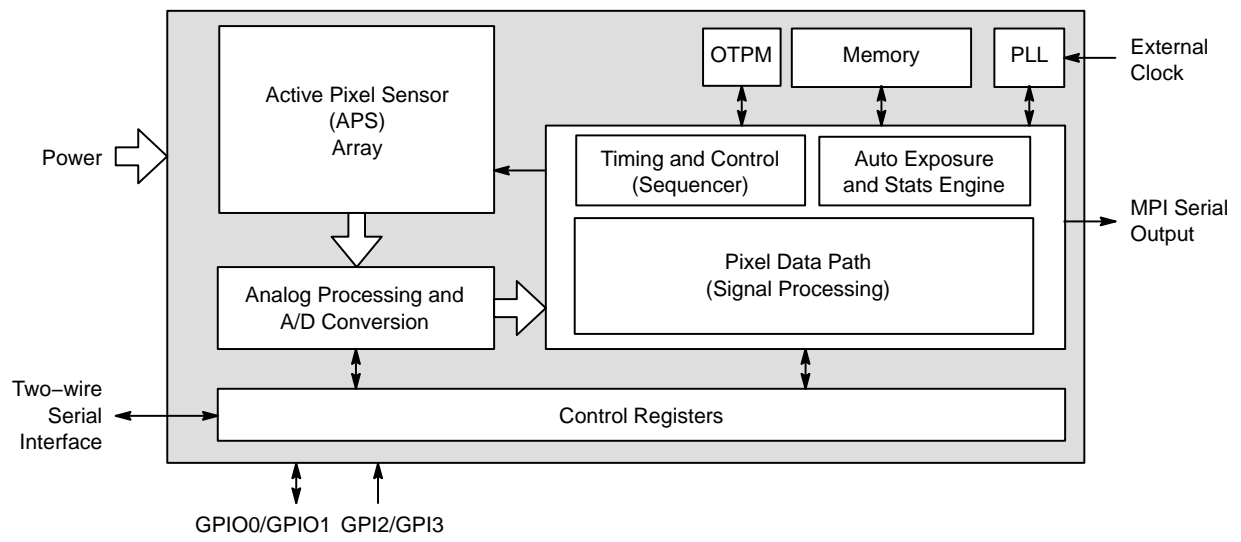 OTPM
Memory
PLL
External
Clock
Active Pixel Sensor
(APS)
Array
Power
Timing and Control
(Sequencer)
Auto Exposure
and Stats Engine
MPI Serial
Output
Pixel Data Path
(Signal Processing)
Analog Processing and
A/D Conversion
Two−wire
Serial
Interface
Control Registers
GPIO0/GPIO1
GPI2/GPI3